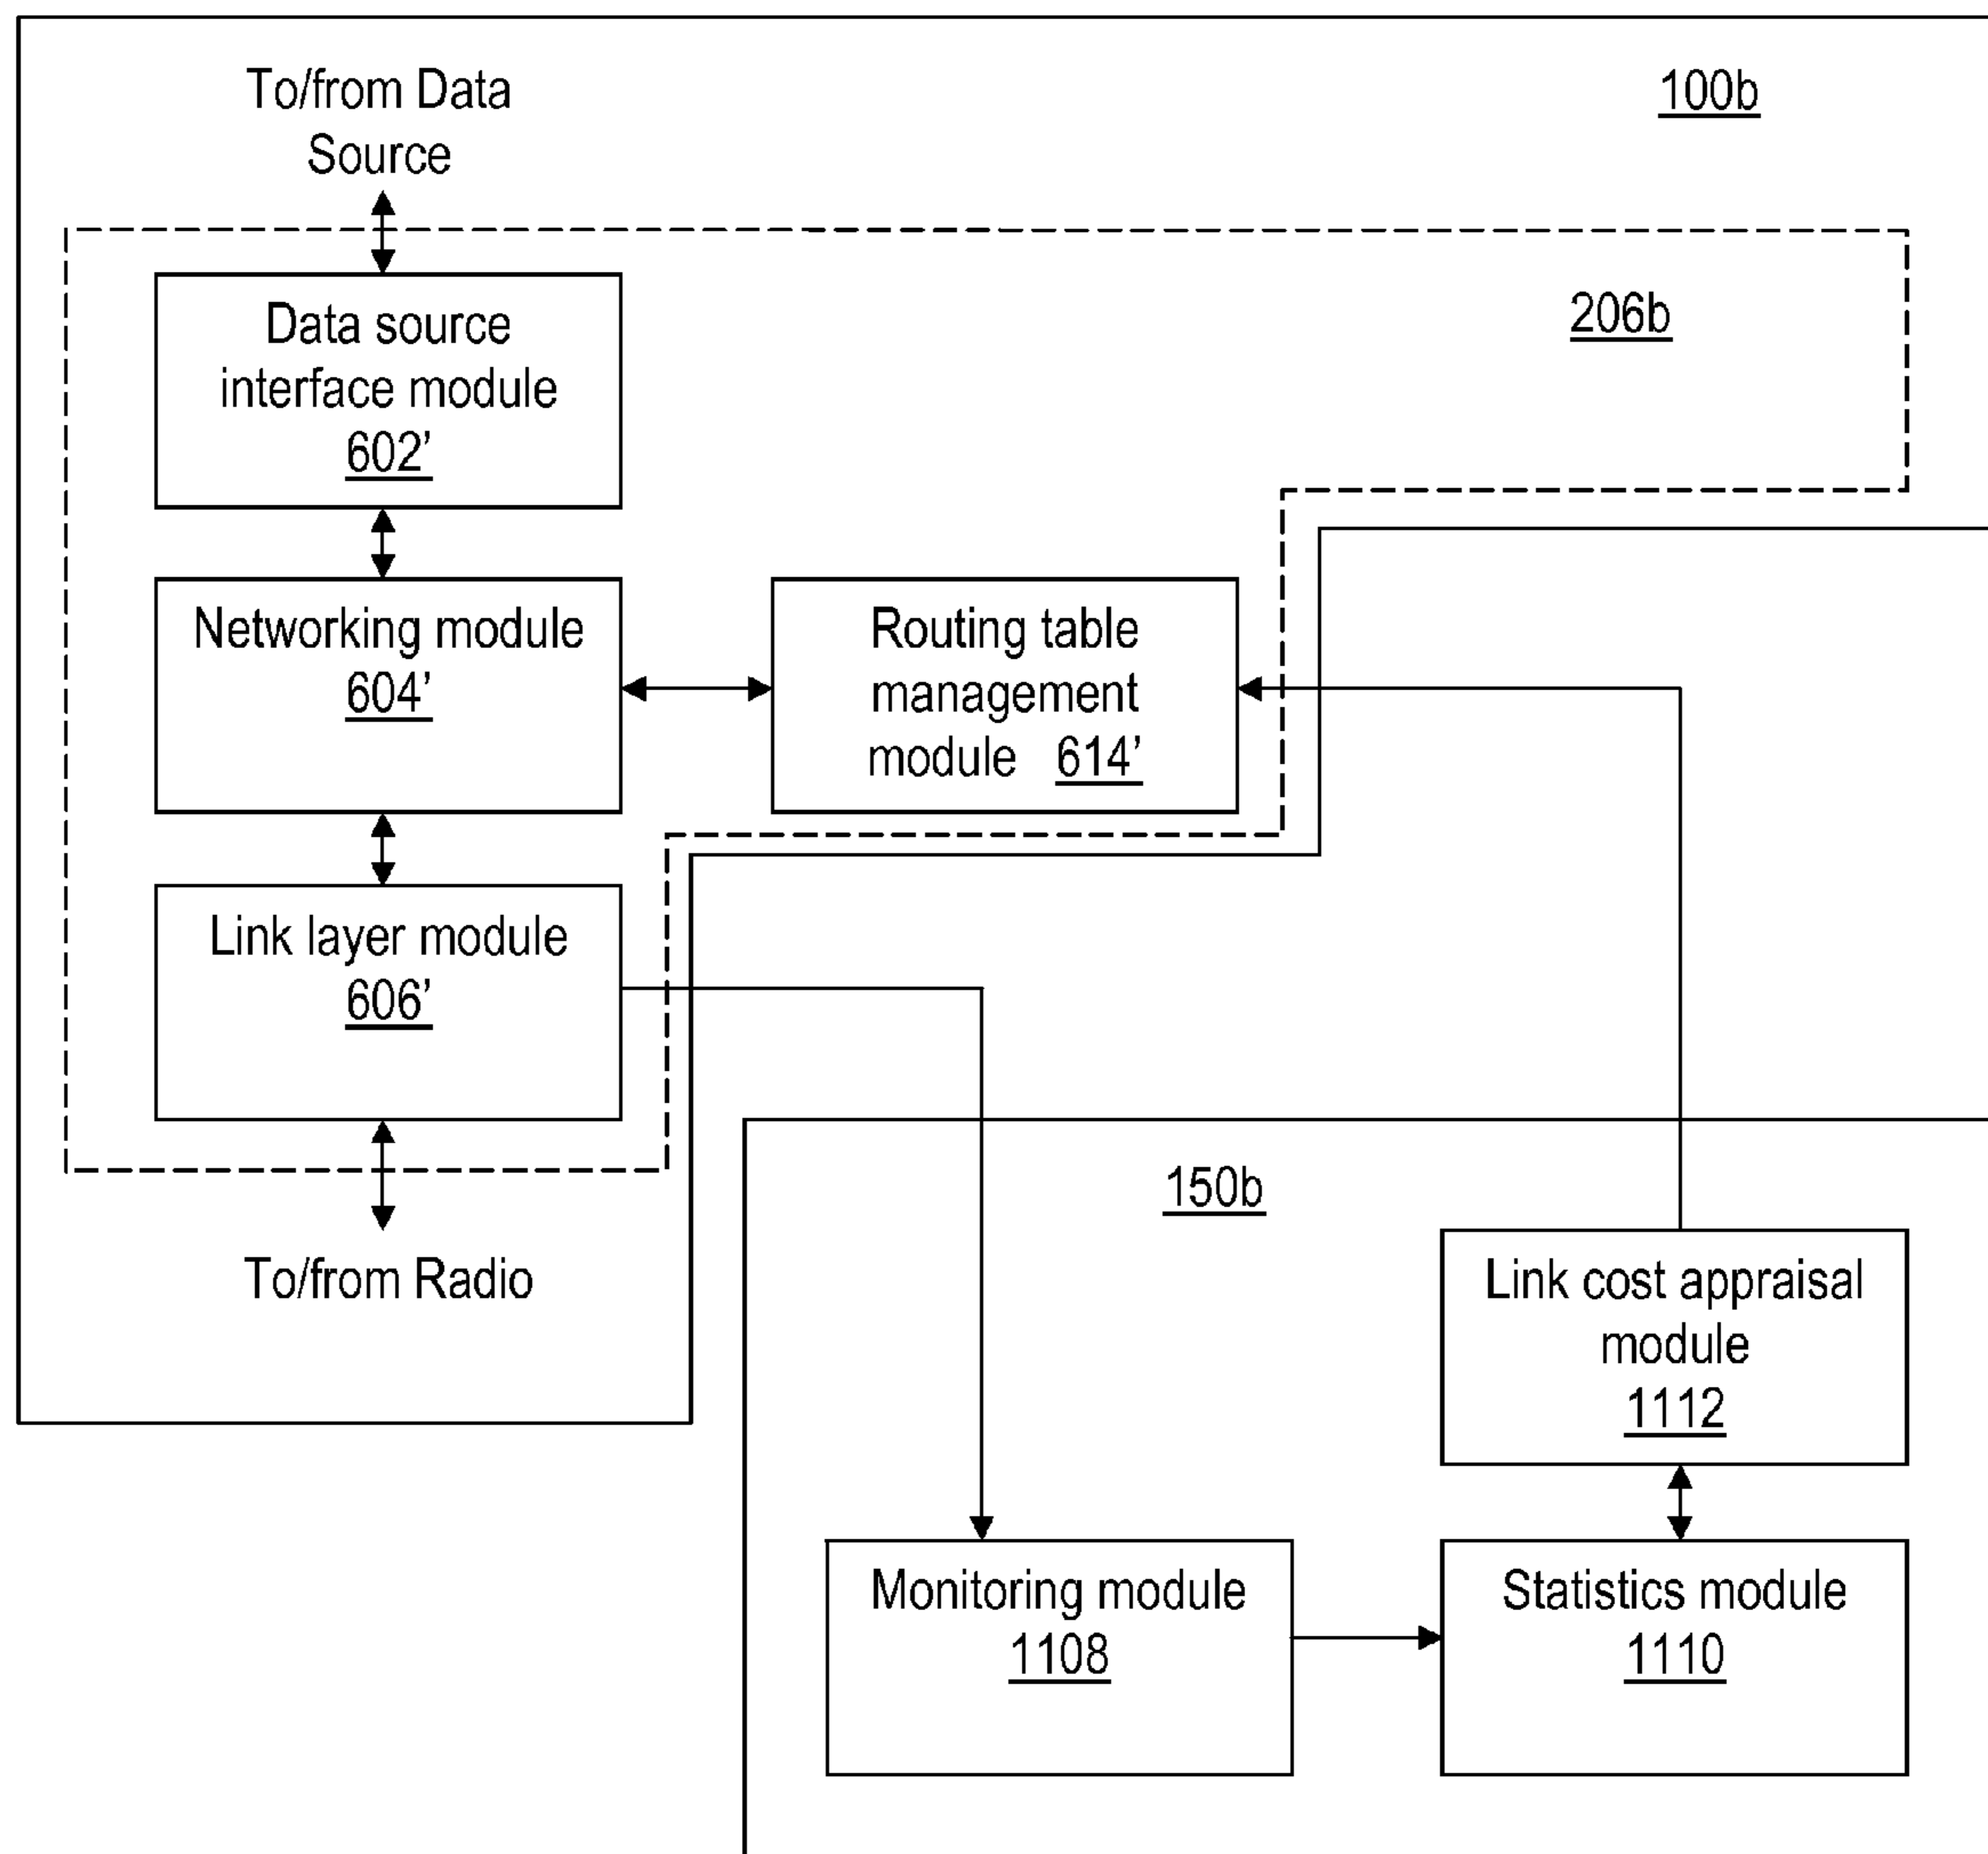 To/from Data
Source
100b
206b
Data source
interface module
602’
Networking module
604’
Routing table
management
module 614’
Link layer module
606’
To/from Radio
150b
Link cost appraisal
module
1112
Monitoring module
1108
Statistics module
1110